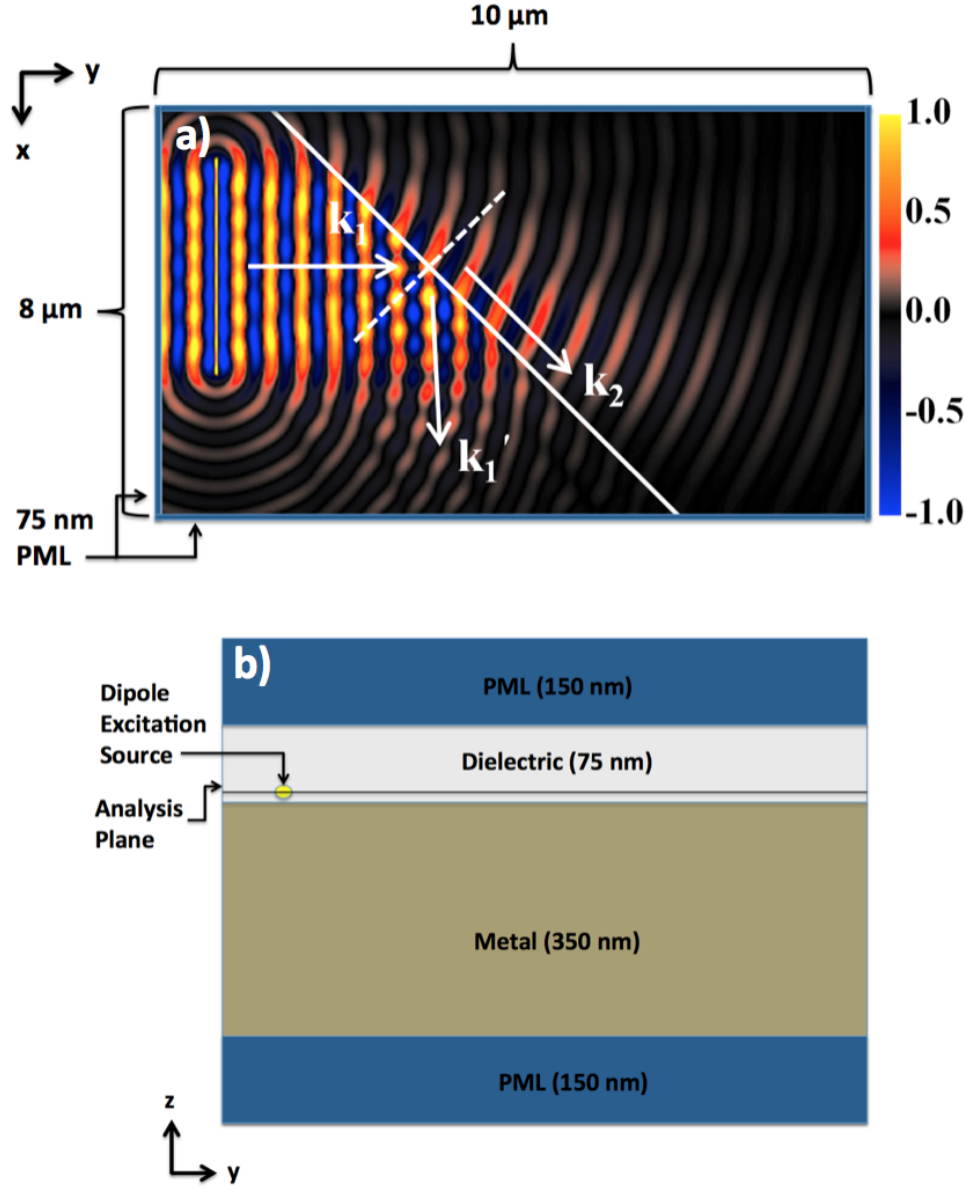 10 µm
y
x
a)
1.0
0.5
0.0
-0.5
-1.0
k1
k2
k1'
8 µm
75 nm
PML
b)
PML (150 nm)
Dipole
Excitation
Source
Dielectric (75 nm)
Analysis
Plane
Metal (350 nm)
PML (150 nm)
z
y